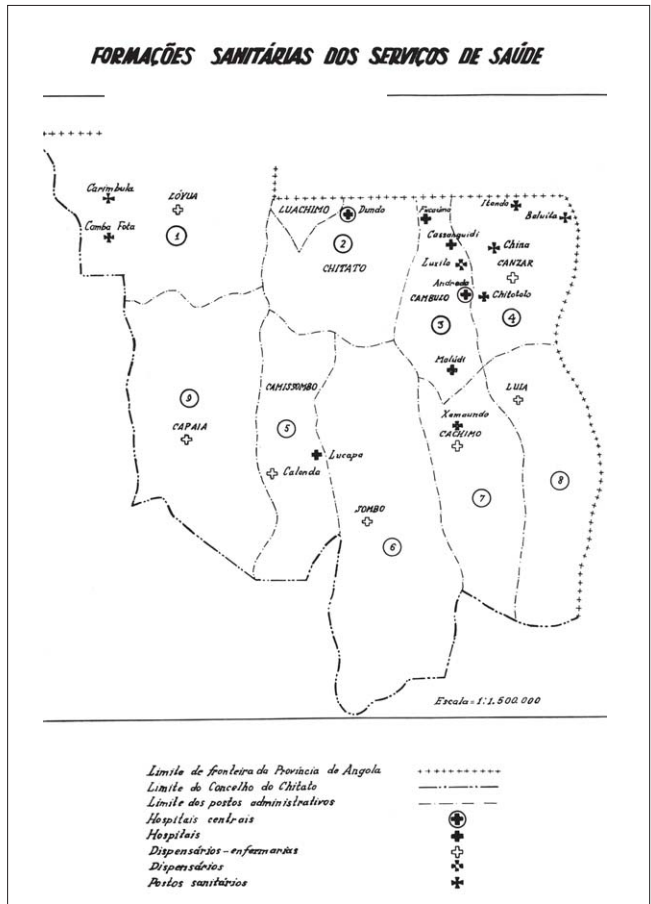 FORMAÇÕES SANITÁRIAS DOS SERVIÇOS DE SAÚDE
Carimbula
LÓVUA
Camba Fota
1
LUACHIMO
Dundo
2
CHITATO
Fucaúma
Itanda
Baluita
Cassanguidi
China
Luxilo
CANZAR
Andrada
CAMBULO
Chitotolo
3
4
Malúdi
9
CAPAIA
CAMISSOMBO
5
Lucapa
Calonda
LUIA
Xamaundo
CACHIMO
SOMBO
6
7
8
Escala = 1:1.500.000
Limite de fronteira da Província de Angola
Limite do Concelho do Chitato
Limite dos postos administrativos
Hospitais centrais
Hospitais
Dispensários-enfermarias
Dispensários
Postos sanitários